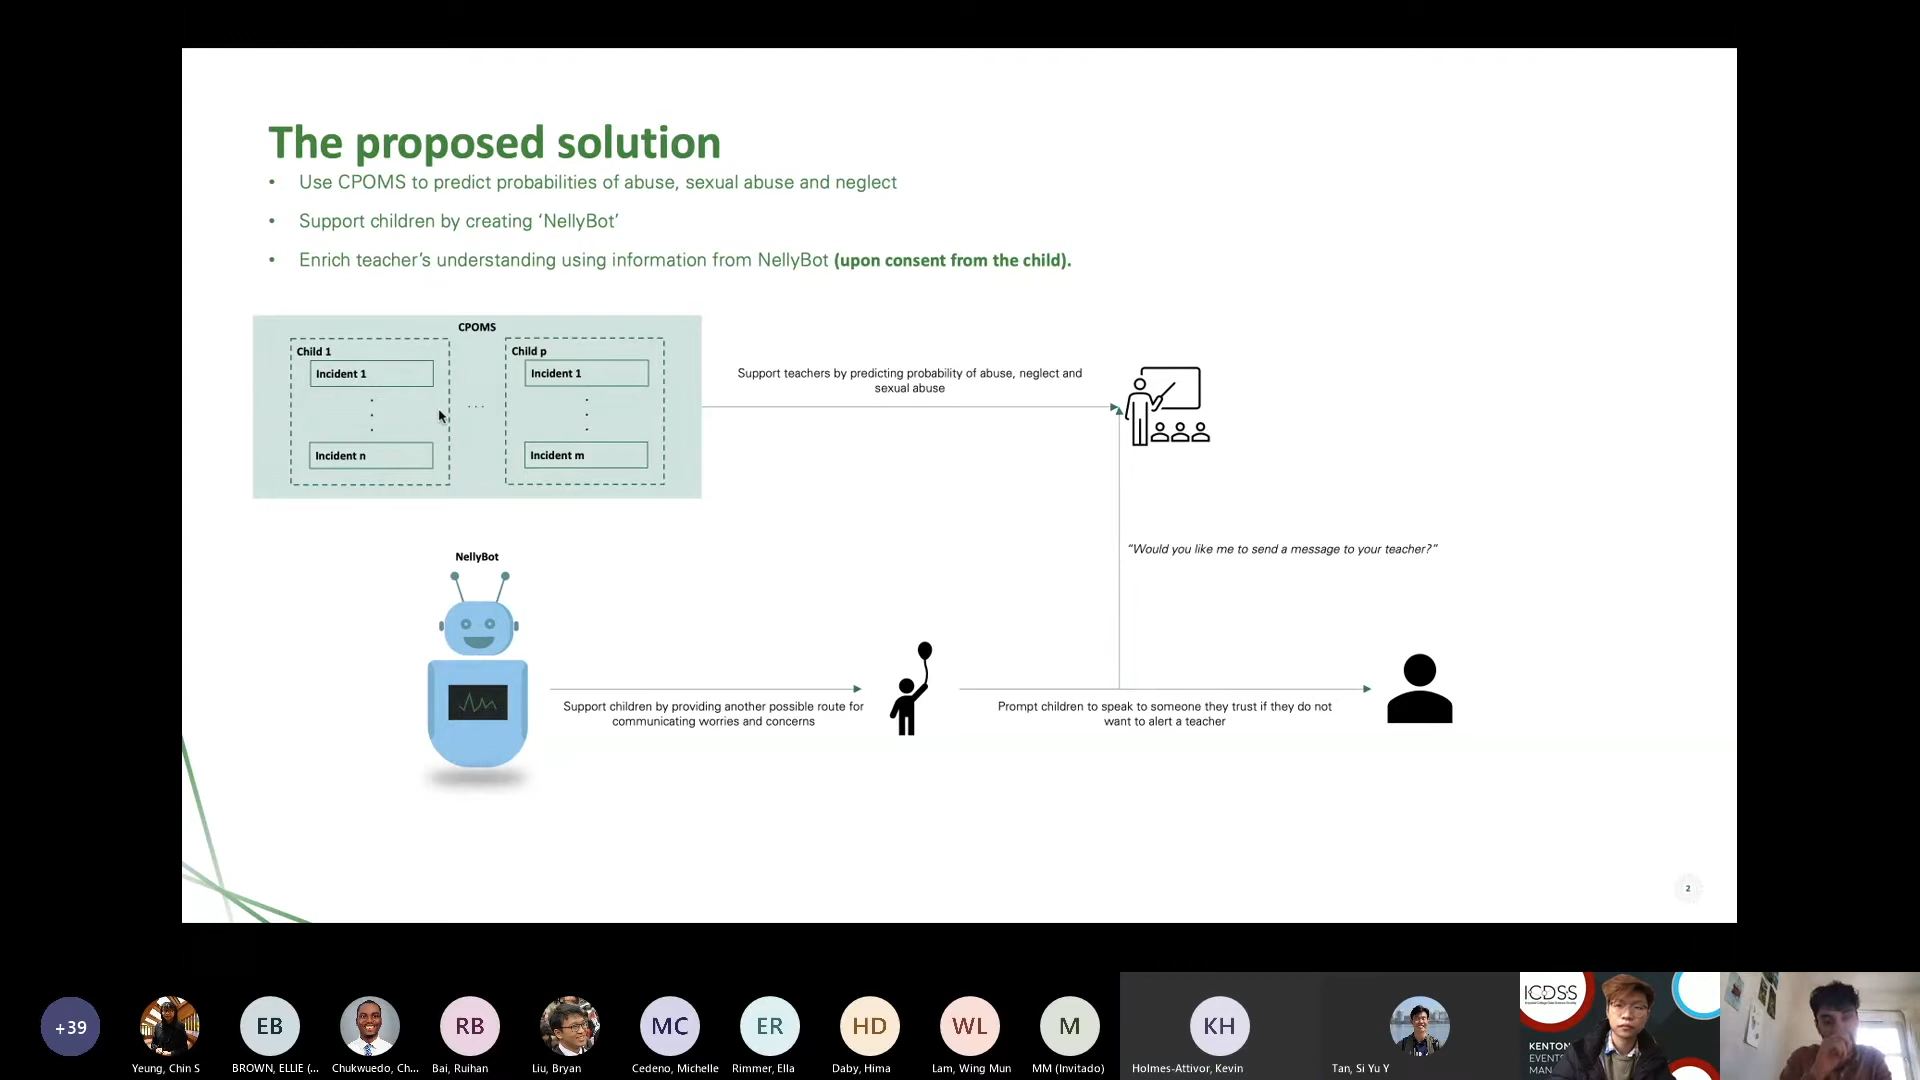 The proposed solution
• Use CPOMS to predict probabilities of abuse, sexual abuse and neglect
• Support children by creating ‘NellyBot’
• Enrich teacher’s understanding using information from NellyBot (upon consent from the child).
CPOMS
Child 1
Incident 1
Incident n
. . .
Child p
Incident 1
Incident m
Support teachers by predicting probability of abuse, neglect and
sexual abuse
“Would you like me to send a message to your teacher?”
NellyBot
Support children by providing another possible route for
communicating worries and concerns
Prompt children to speak to someone they trust if they do not
want to alert a teacher
2
+39
Yeung, Chin S
EB
BROWN, ELLIE (...
Chukwuedo, Ch...
RB
Bai, Ruihan
Liu, Bryan
MC
Cedeno, Michelle
ER
Rimmer, Ella
HD
Daby, Hima
WL
Lam, Wing Mun
M
MM (Invitado)
KH
Holmes-Attivor, Kevin
Tan, Si Yu Y
ICDSS
KENTON
EVENTS
MAN